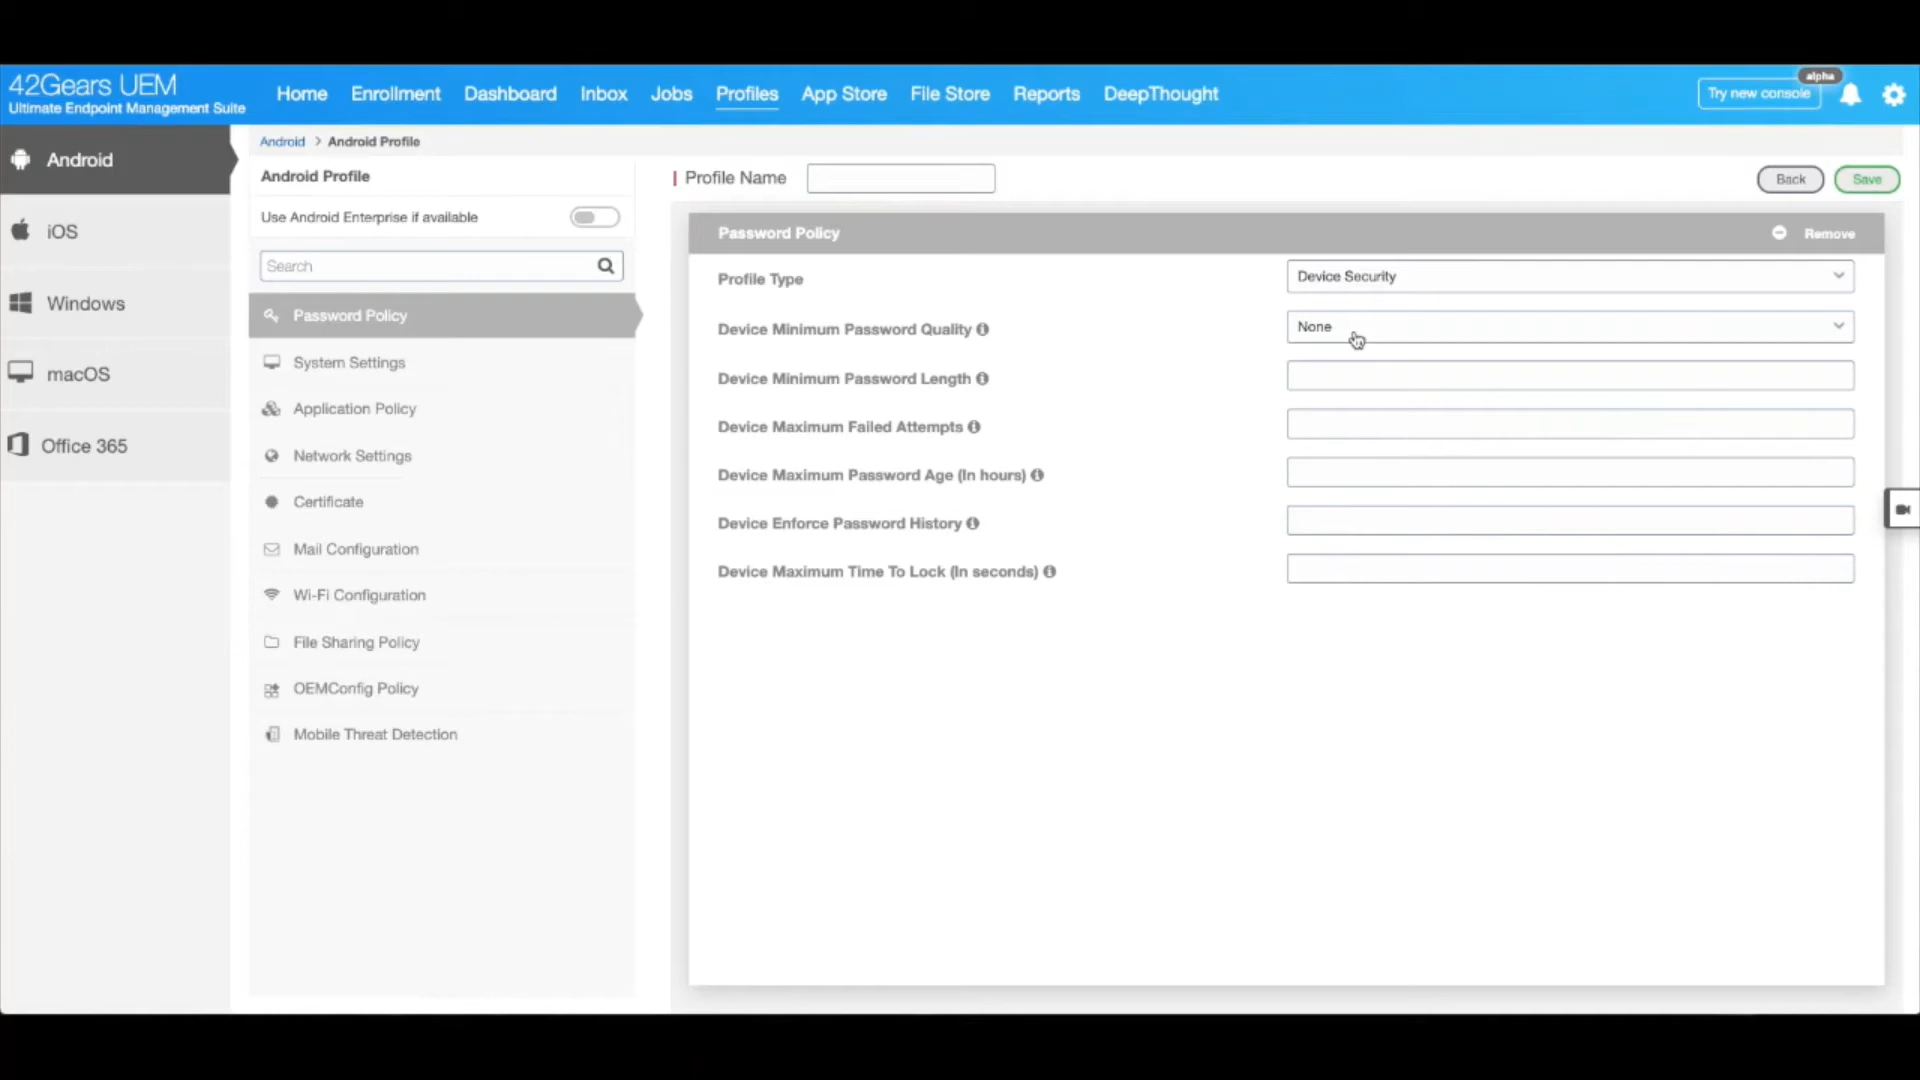 alpha
42Gears UEM
Ultimate Endpoint Management Suite
Home Enrollment Dashboard Inbox Jobs Profiles App Store File Store Reports DeepThought
Try new console
Android
iOS
Windows
macOS
Office 365
Android > Android Profile
Android Profile
Use Android Enterprise if available
Search
Password Policy
System Settings
Application Policy
Network Settings
Certificate
Mail Configuration
Wi-Fi Configuration
File Sharing Policy
OEMConfig Policy
Mobile Threat Detection
Profile Name
Back Save
Password Policy Remove
Profile Type Device Security
Device Minimum Password Quality None
Device Minimum Password Length
Device Maximum Failed Attempts
Device Maximum Password Age (In hours)
Device Enforce Password History
Device Maximum Time To Lock (In seconds)